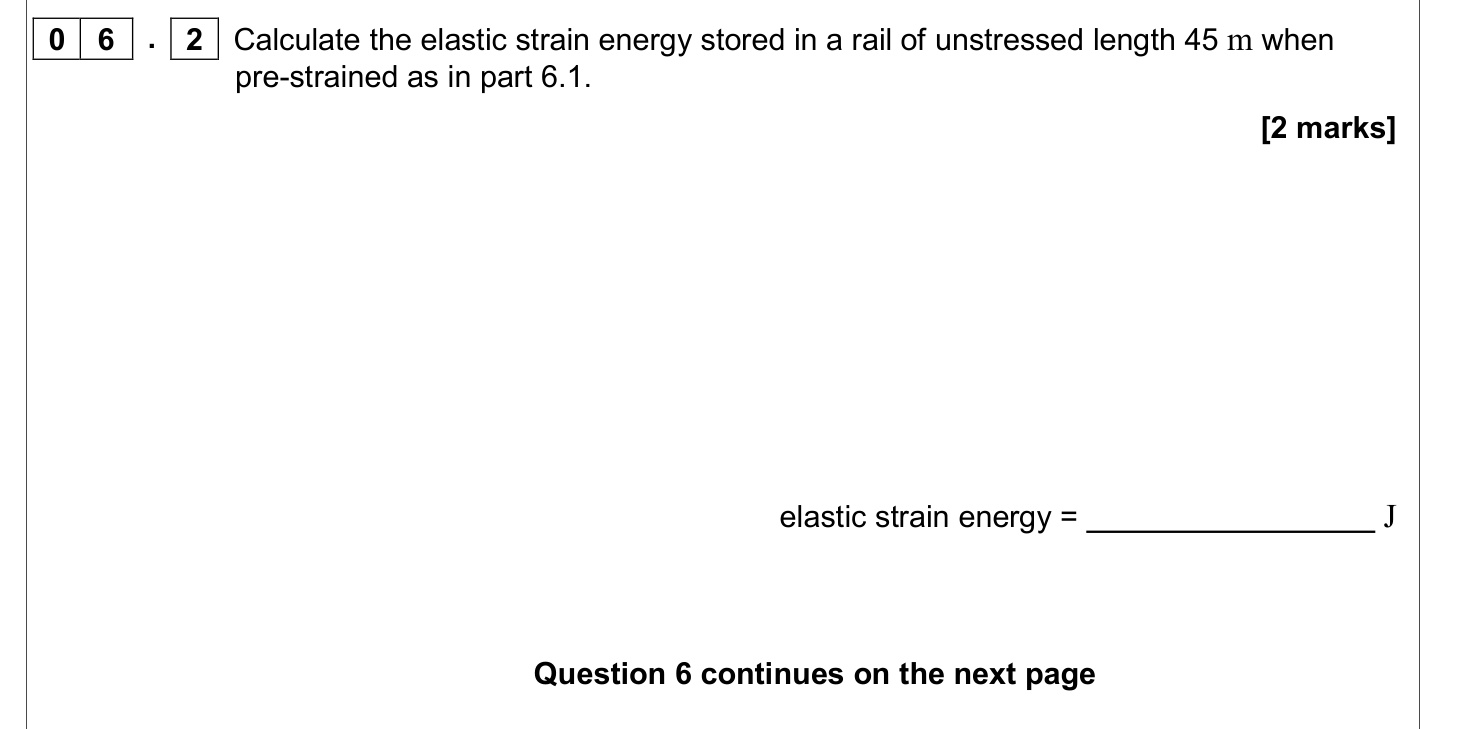 0 6 . 2 Calculate the elastic strain energy stored in a rail of unstressed length 45 m when
pre-strained as in part 6.1.
[2 marks]
elastic strain energy = ________________ J
Question 6 continues on the next page